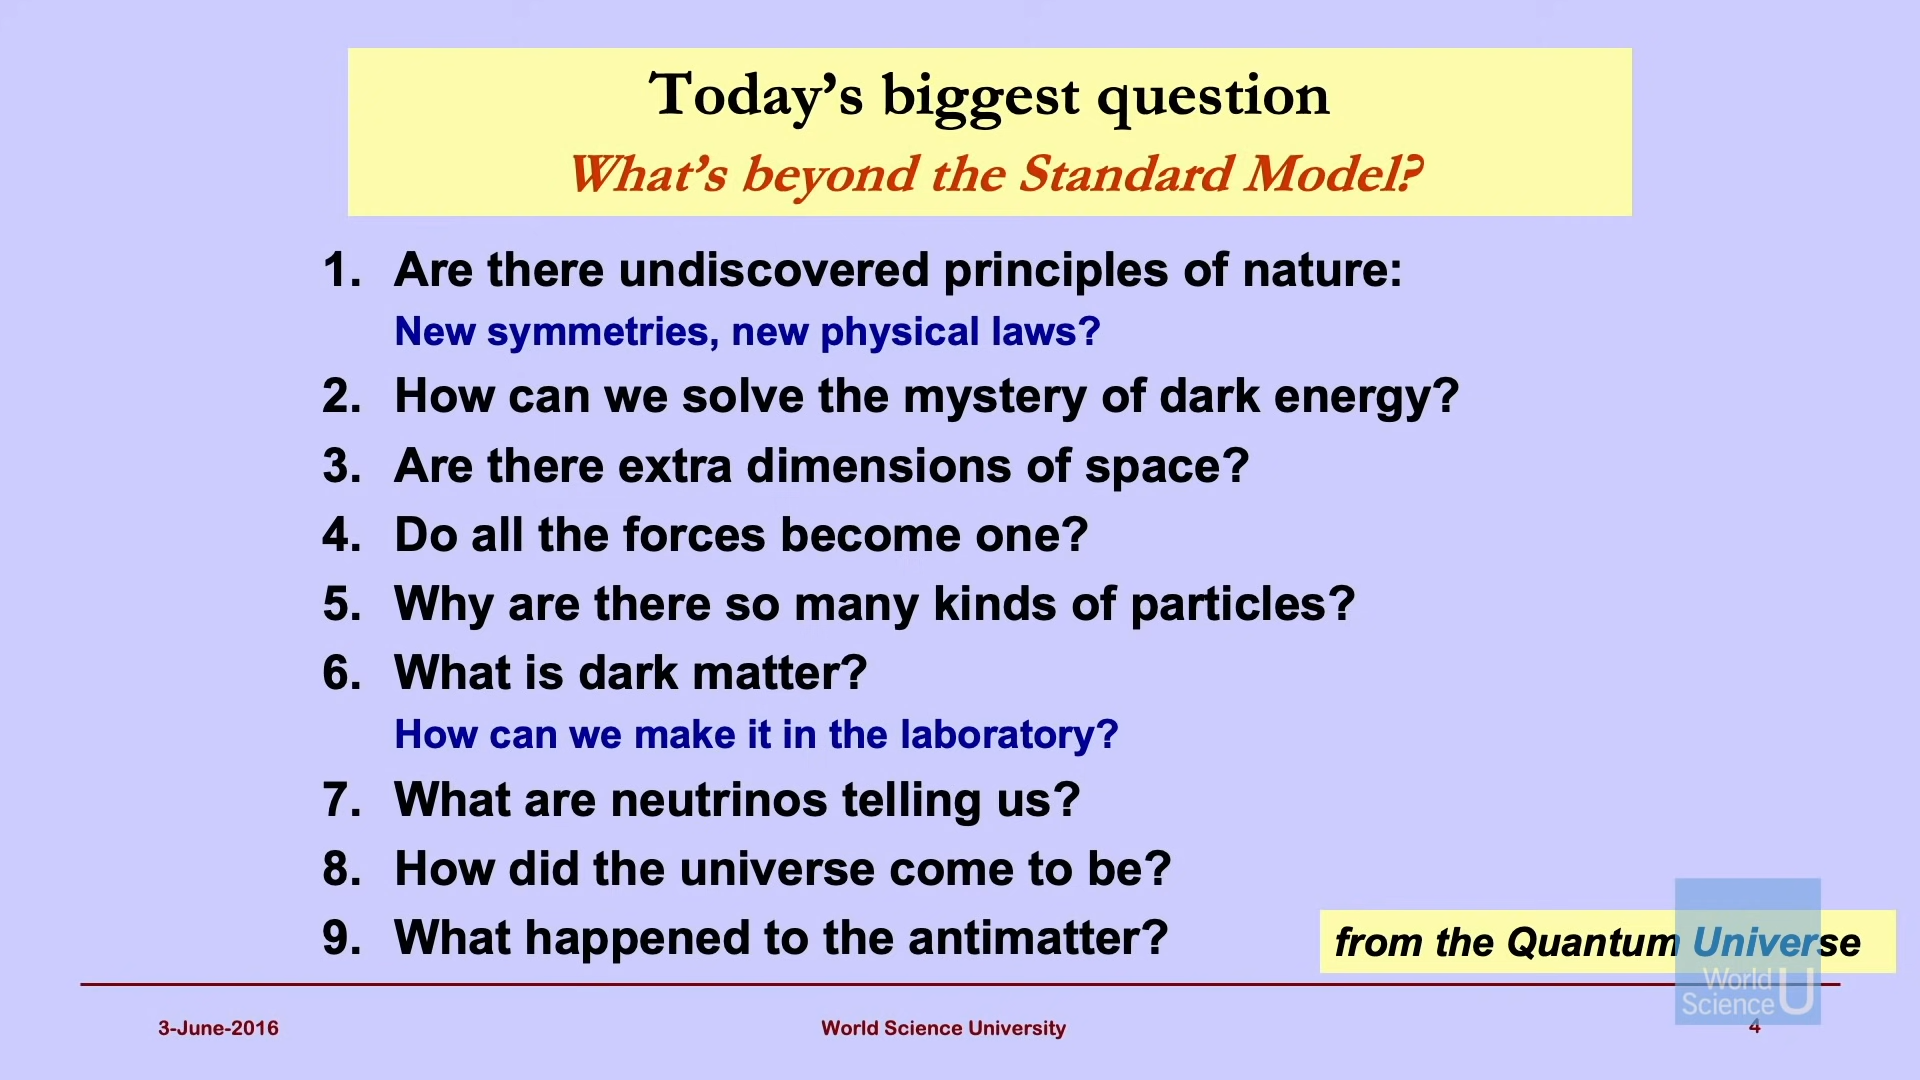 Today’s biggest question
What’s beyond the Standard Model?
1. Are there undiscovered principles of nature:
New symmetries, new physical laws?
2. How can we solve the mystery of dark energy?
3. Are there extra dimensions of space?
4. Do all the forces become one?
5. Why are there so many kinds of particles?
6. What is dark matter?
How can we make it in the laboratory?
7. What are neutrinos telling us?
8. How did the universe come to be?
9. What happened to the antimatter?
from the Quantum Universe
World
Science U
3-June-2016
World Science University
4